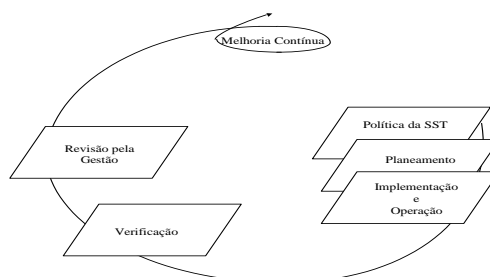 Melhoria Contínua
Política da SST
Planeamento
Implementação
e
Operação
Verificação
Revisão pela
Gestão